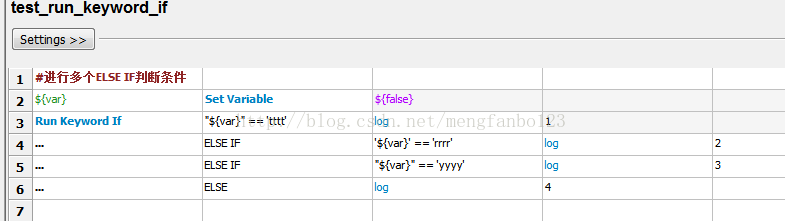 test_run_keyword_if
Settings >>
1 #进行多个ELSE IF判断条件
2 ${var} Set Variable ${false}
3 Run Keyword If "${var}" == 'tttt' log 1
4 ... ELSE IF '${var}' == 'rrrr' log 2
5 ... ELSE IF "${var}" == 'yyyy' log 3
6 ... ELSE log 4
7
http://blog.csdn.net/mengfanbo123